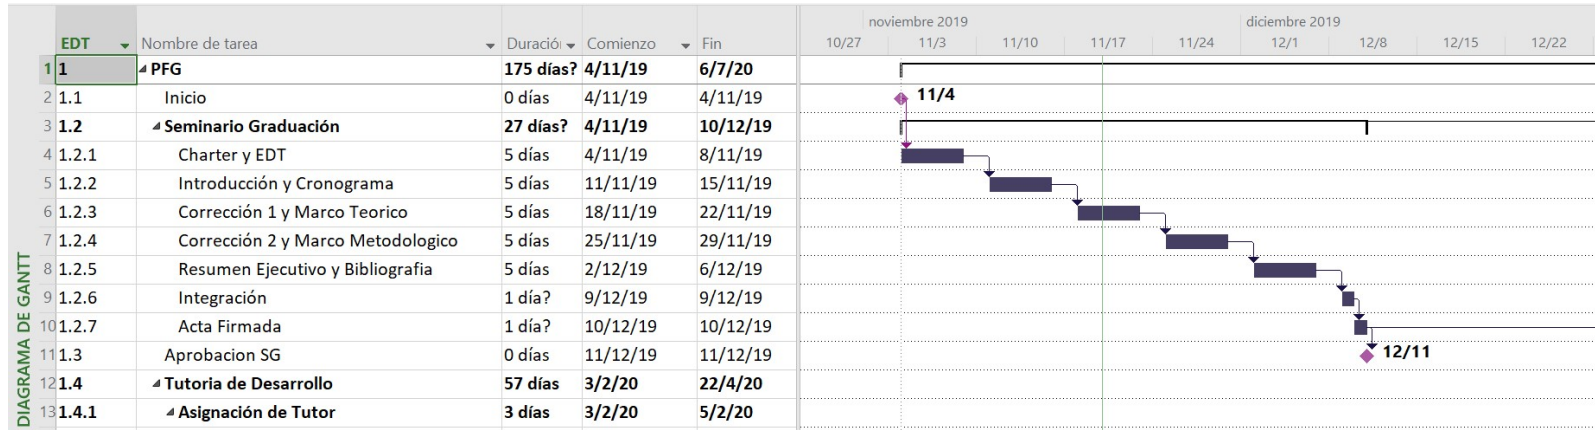 noviembre 2019 diciembre 2019
EDT Nombre de tarea Duració Comienzo Fin 10/27 11/3 11/10 11/17 11/24 12/1 12/8 12/15 12/22
1 1 PFG 175 días? 4/11/19 6/7/20
2 1.1 Inicio 0 días 4/11/19 4/11/19 11/4
3 1.2 Seminario Graduación 27 días? 4/11/19 10/12/19
4 1.2.1 Charter y EDT 5 días 4/11/19 8/11/19
5 1.2.2 Introducción y Cronograma 5 días 11/11/19 15/11/19
6 1.2.3 Corrección 1 y Marco Teorico 5 días 18/11/19 22/11/19
7 1.2.4 Corrección 2 y Marco Metodologico 5 días 25/11/19 29/11/19
8 1.2.5 Resumen Ejecutivo y Bibliografia 5 días 2/12/19 6/12/19
9 1.2.6 Integración 1 día? 9/12/19 9/12/19
10 1.2.7 Acta Firmada 1 día? 10/12/19 10/12/19
11 1.3 Aprobacion SG 0 días 11/12/19 11/12/19 12/11
12 1.4 Tutoria de Desarrollo 57 días 3/2/20 22/4/20
13 1.4.1 Asignación de Tutor 3 días 3/2/20 5/2/20
DIAGRAMA DE GANTT